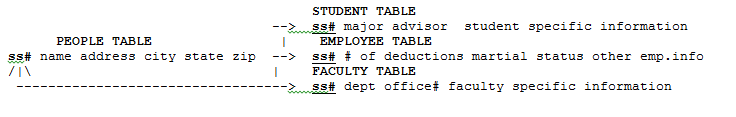 STUDENT TABLE
--> ss# major advisor student specific information
PEOPLE TABLE | EMPLOYEE TABLE
ss# name address city state zip --> ss# # of deductions martial status other emp.info
/|\ | FACULTY TABLE
----------------------------------> ss# dept office# faculty specific information